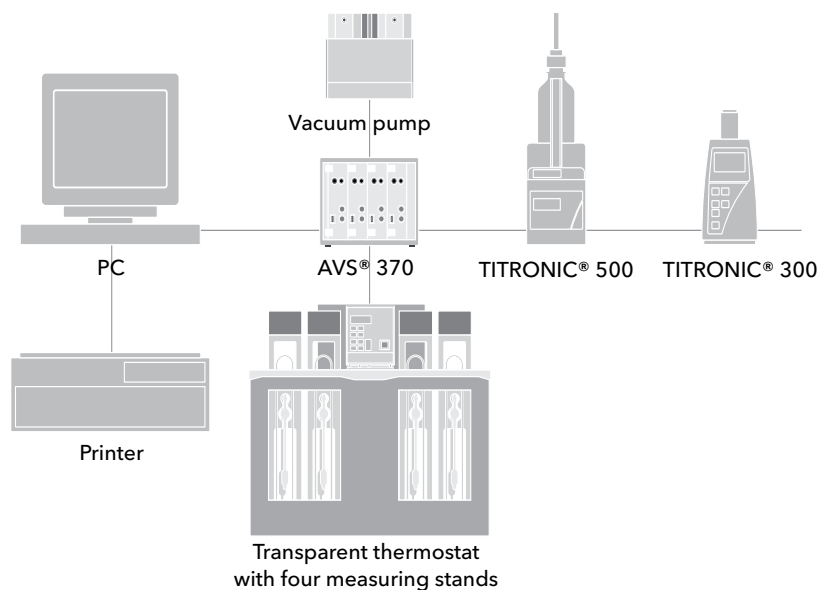 Vacuum pump
PC
AVS® 370
TITRONIC® 500
TITRONIC® 300
Printer
Transparent thermostat
with four measuring stands